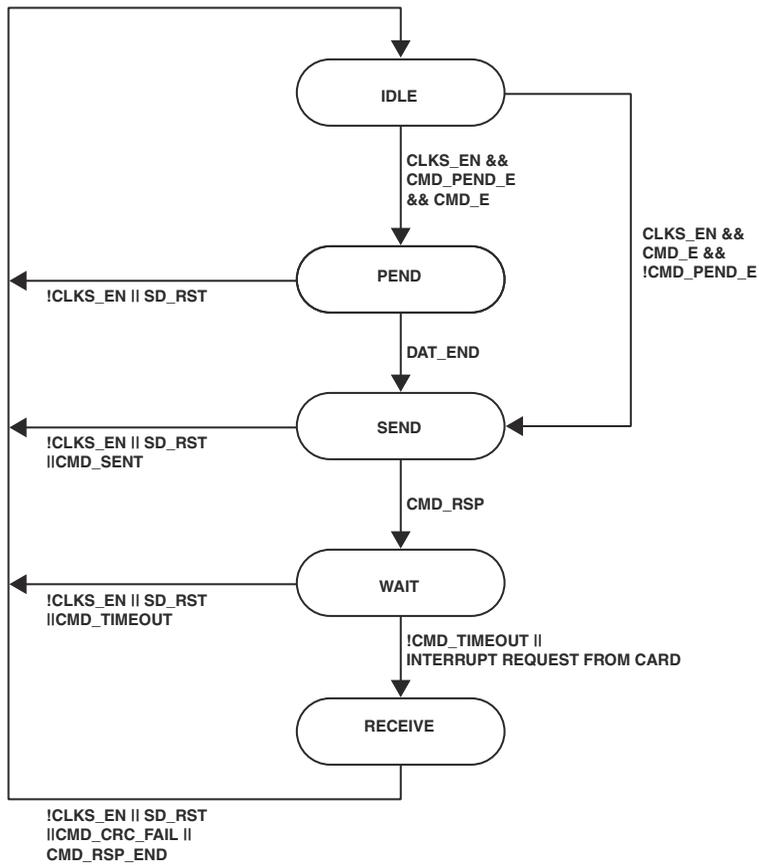 IDLE
CLKS_EN &&
CMD_PEND_E
&& CMD_E
CLKS_EN &&
CMD_E &&
!CMD_PEND_E
PEND
!CLKS_EN || SD_RST
DAT_END
SEND
!CLKS_EN || SD_RST
||CMD_SENT
CMD_RSP
WAIT
!CLKS_EN || SD_RST
||CMD_TIMEOUT
!CMD_TIMEOUT ||
INTERRUPT REQUEST FROM CARD
RECEIVE
!CLKS_EN || SD_RST
||CMD_CRC_FAIL ||
CMD_RSP_END